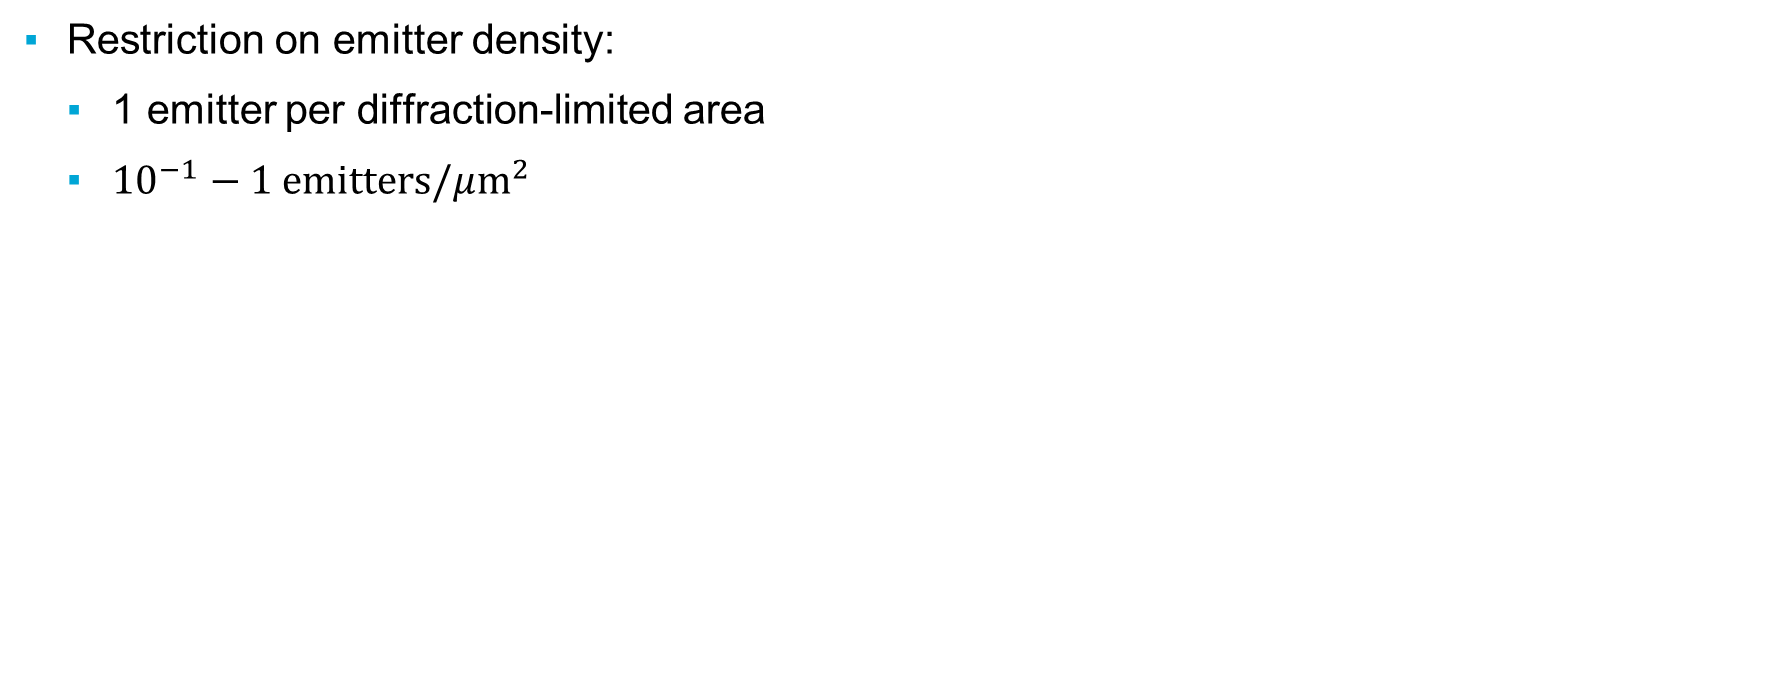 ▪ Restriction on emitter density:
▪ 1 emitter per diffraction-limited area
▪ 10⁻¹ − 1 emitters/𝜇m²